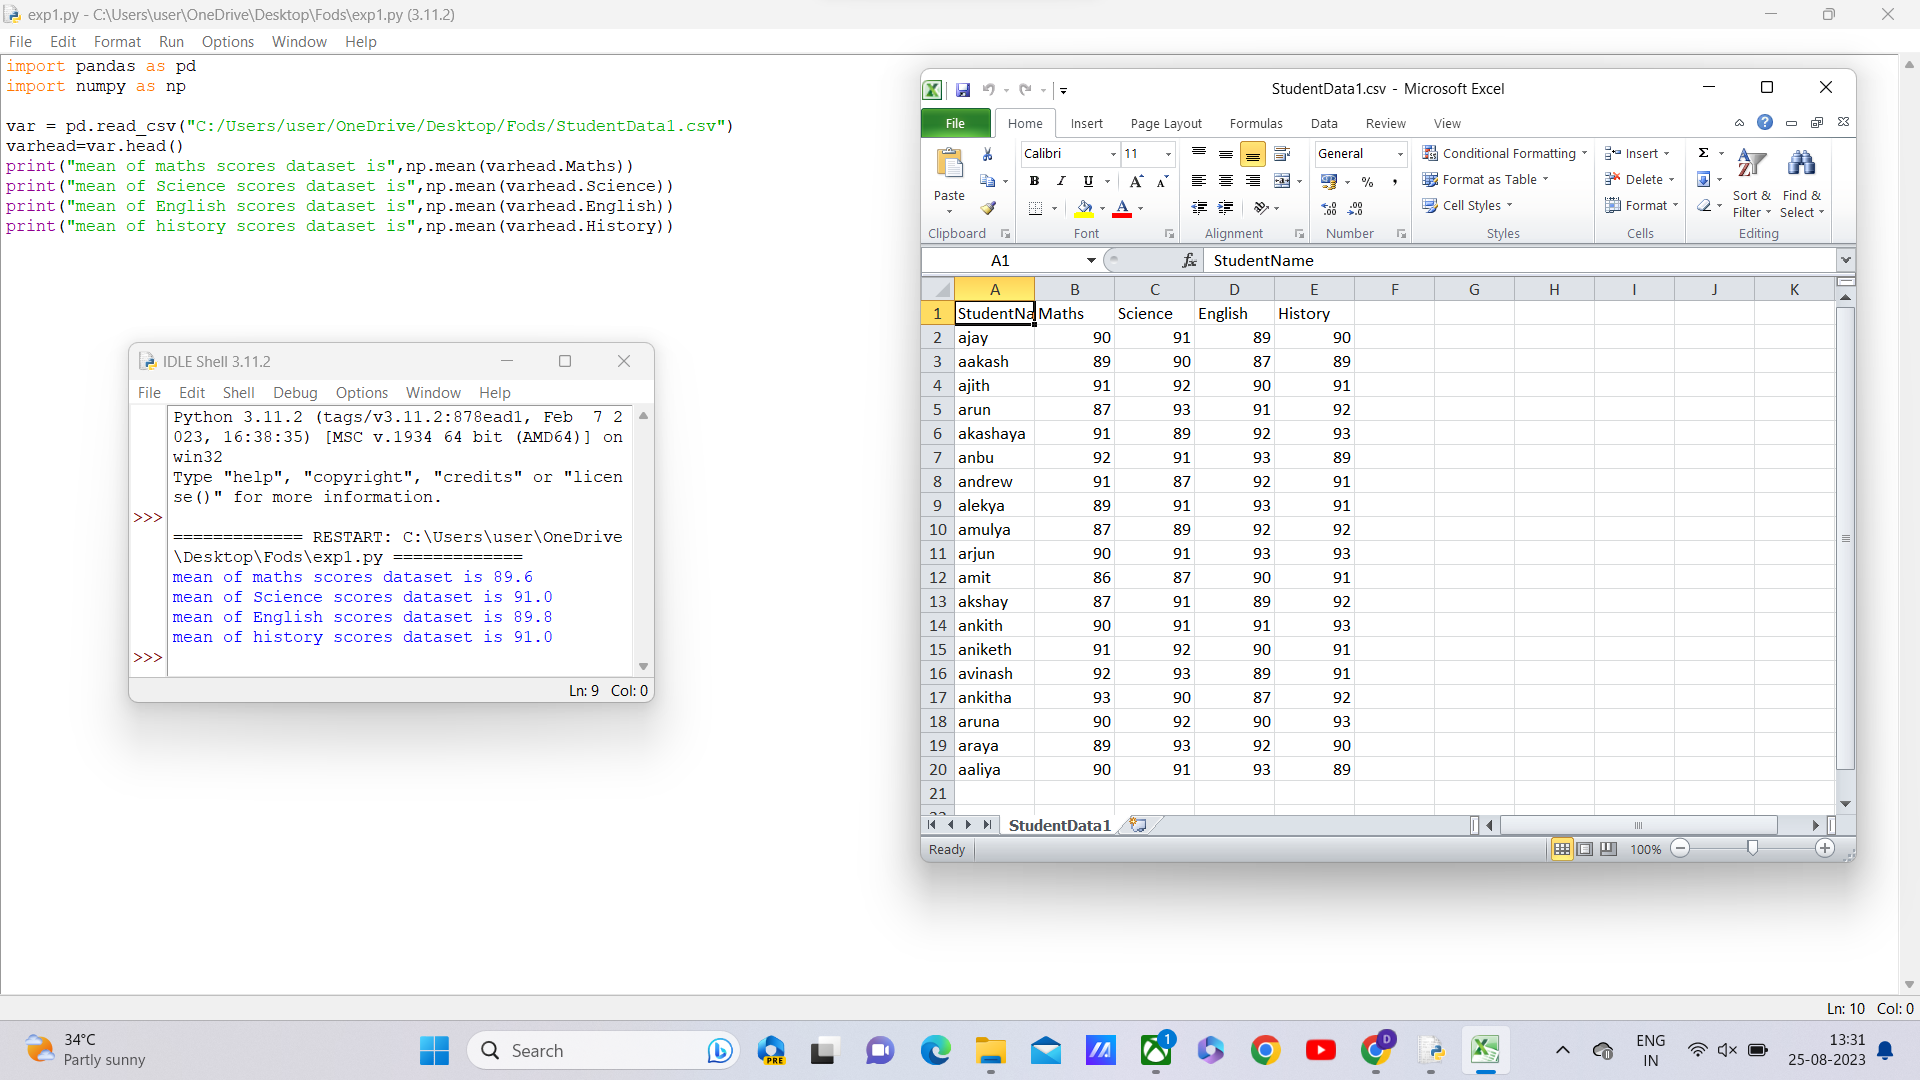 exp1.py - C:\Users\user\OneDrive\Desktop\Fods\exp1.py (3.11.2)
File Edit Format Run Options Window Help
import pandas as pd
import numpy as np
var = pd.read_csv("C:/Users/user/OneDrive/Desktop/Fods/StudentData1.csv")
varhead=var.head()
print("mean of maths scores dataset is",np.mean(varhead.Maths))
print("mean of Science scores dataset is",np.mean(varhead.Science))
print("mean of English scores dataset is",np.mean(varhead.English))
print("mean of history scores dataset is",np.mean(varhead.History))
IDLE Shell 3.11.2
File Edit Shell Debug Options Window Help
Python 3.11.2 (tags/v3.11.2:878ead1, Feb  7 2
023, 16:38:35) [MSC v.1934 64 bit (AMD64)] on
win32
Type "help", "copyright", "credits" or "licen
se()" for more information.
>>>
============= RESTART: C:\Users\user\OneDrive
\Desktop\Fods\exp1.py =============
mean of maths scores dataset is 89.6
mean of Science scores dataset is 91.0
mean of English scores dataset is 89.8
mean of history scores dataset is 91.0
>>>
Ln: 9 Col: 0
StudentData1.csv - Microsoft Excel
File Home Insert Page Layout Formulas Data Review View
Calibri 11 General Conditional Formatting Insert Σ
Paste B I U A A % , Format as Table Delete Sort & Find &
A Cell Styles Format Filter Select
Clipboard Font Alignment Number Styles Cells Editing
A1 fx StudentName
A B C D E F G H I J K
1 StudentNa Maths Science English History
2 ajay 90 91 89 90
3 aakash 89 90 87 89
4 ajith 91 92 90 91
5 arun 87 93 91 92
6 akashaya 91 89 92 93
7 anbu 92 91 93 89
8 andrew 91 87 92 91
9 alekya 89 91 93 91
10 amulya 87 89 92 92
11 arjun 90 91 93 93
12 amit 86 87 90 91
13 akshay 87 91 89 92
14 ankith 90 91 91 93
15 aniketh 91 92 90 91
16 avinash 92 93 89 91
17 ankitha 93 90 87 92
18 aruna 90 92 90 93
19 araya 89 93 92 90
20 aaliya 90 91 93 89
21
StudentData1
Ready 100%
Ln: 10 Col: 0
34°C
Partly sunny
Search
PRE
1
D
ENG
IN
13:31
25-08-2023